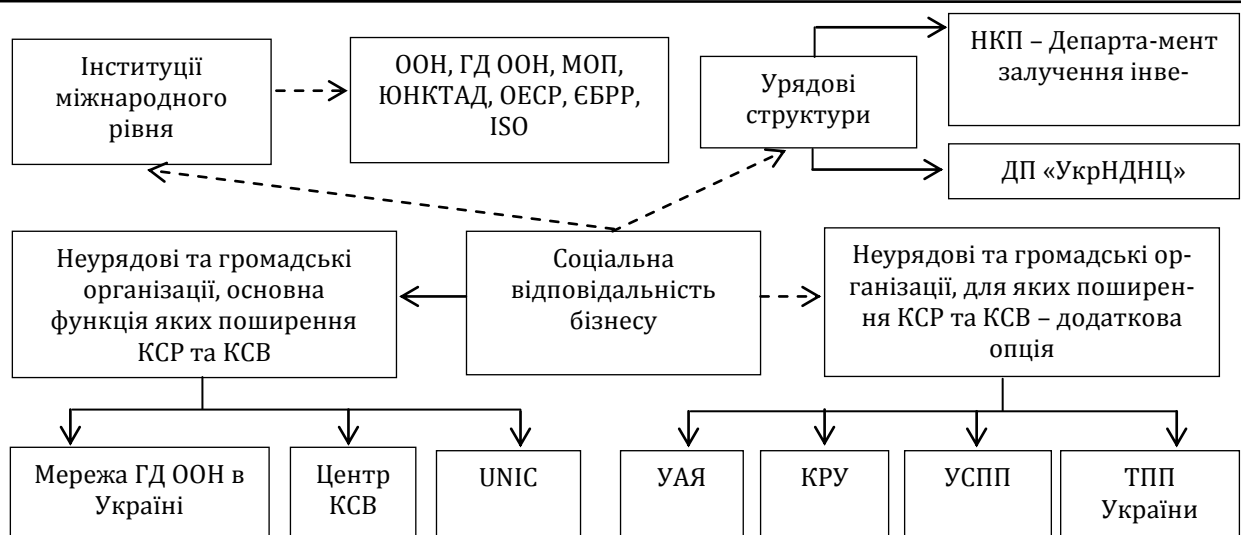 Інституції
міжнародного
рівня
ООН, ГД ООН, МОП,
ЮНКТАД, ОЕСР, ЄБРР,
ISO
Урядові
структури
НКП – Департа-мент
залучення інве-
ДП «УкрНДНЦ»
Неурядові та громадські
організації, основна
функція яких поширення
КСР та КСВ
Соціальна
відповідальність
бізнесу
Неурядові та громадські ор-
ганізації, для яких поширен-
ня КСР та КСВ – додаткова
опція
Мережа ГД ООН в
Україні
Центр
КСВ
UNIC
УАЯ
КРУ
УСПП
ТПП
України